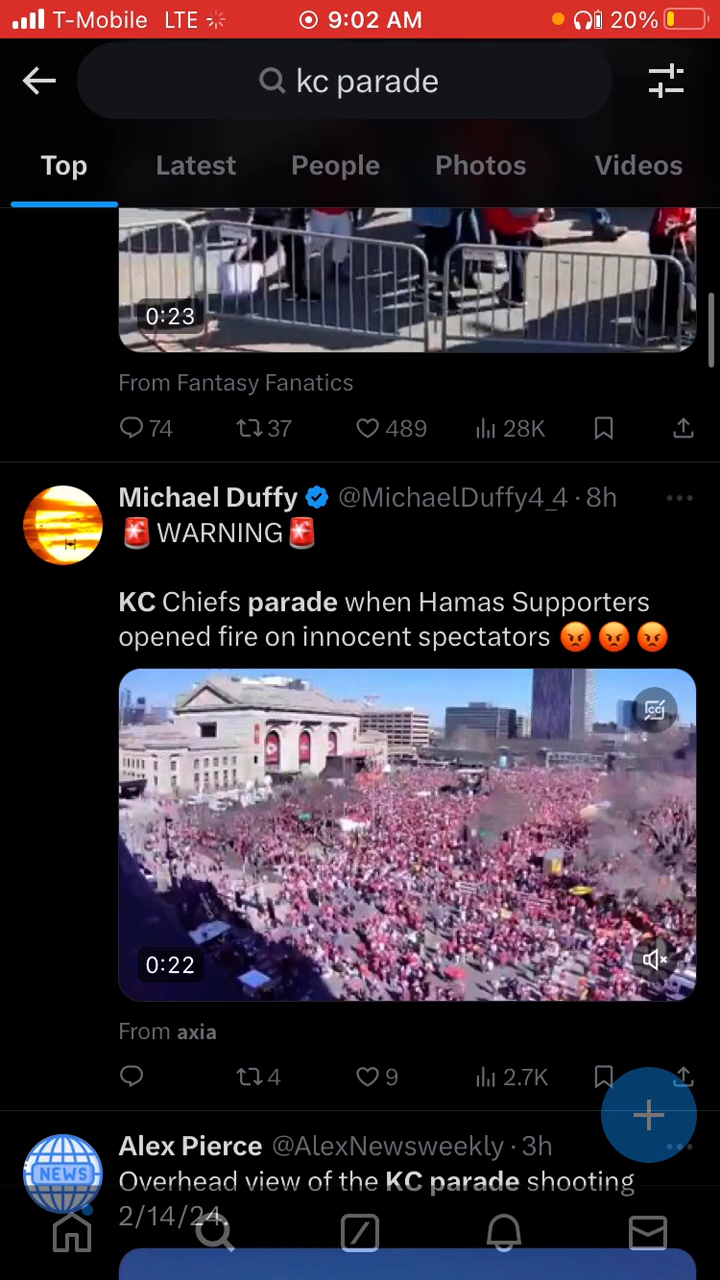 T-Mobile LTE 9:02 AM 20%
kc parade
Top Latest People Photos Videos
0:23
From Fantasy Fanatics
74 37 489 28K
Michael Duffy @MichaelDuffy4_4 · 8h
🚨 WARNING🚨
KC Chiefs parade when Hamas Supporters
opened fire on innocent spectators 😡 😡 😡
CC
0:22
From axia
4 9 2.7K
Alex Pierce @AlexNewsweekly · 3h
NEWS
Overhead view of the KC parade shooting
2/14/24.